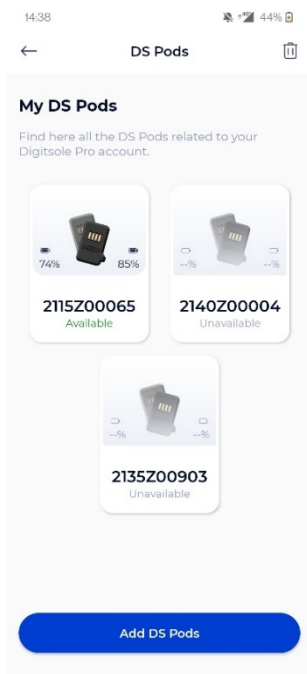 14:38
44%
DS Pods
My DS Pods
Find here all the DS Pods related to your
Digitsole Pro account.
74% 85%
--% --%
2115Z00065
2140Z00004
Available
Unavailable
--% --%
2135Z00903
Unavailable
Add DS Pods